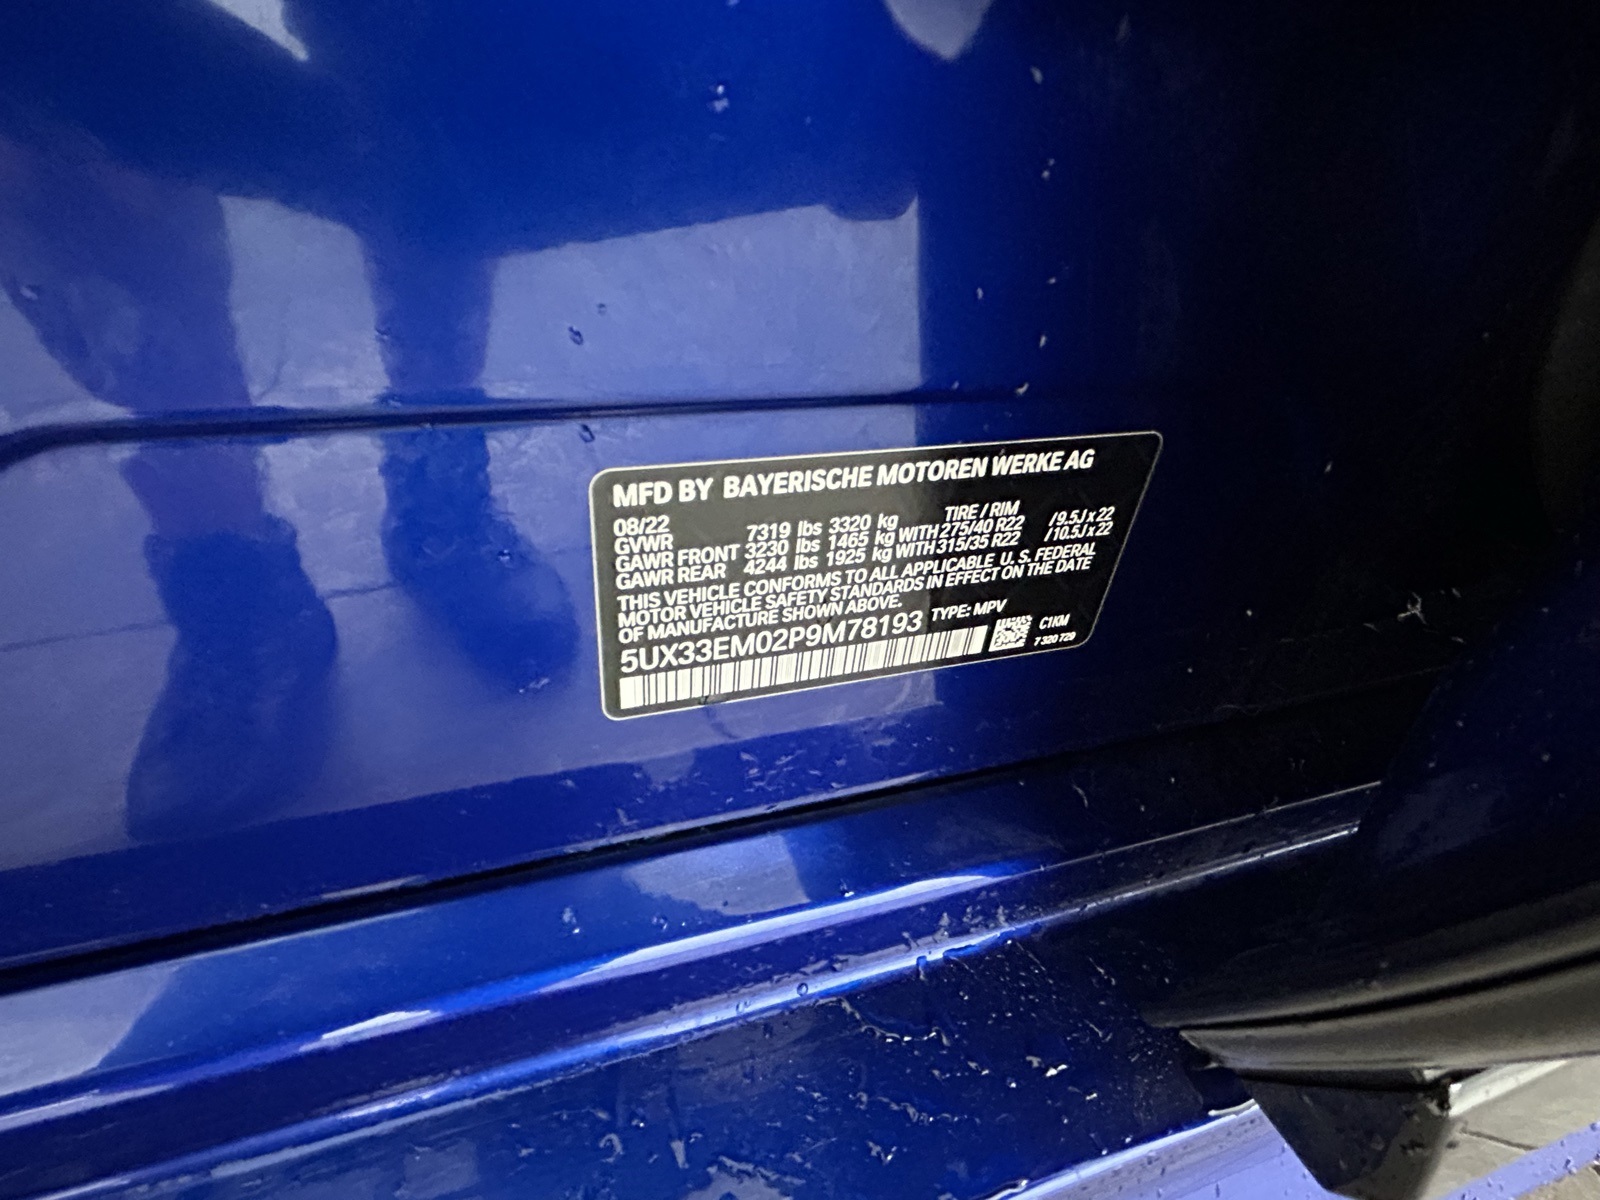 MFD BY BAYERISCHE MOTOREN WERKE AG
08/22 TIRE / RIM
GVWR 7319 lbs 3320 kg
GAWR FRONT 3230 lbs 1465 kg WITH 275/40 R22 /9.5J x 22
GAWR REAR 4244 lbs 1925 kg WITH 315/35 R22 /10.5J x 22
THIS VEHICLE CONFORMS TO ALL APPLICABLE U. S. FEDERAL
MOTOR VEHICLE SAFETY STANDARDS IN EFFECT ON THE DATE
OF MANUFACTURE SHOWN ABOVE. TYPE: MPV
5UX33EM02P9M78193
C1KM
7 320 729